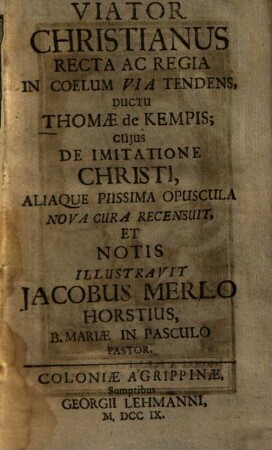 VIATOR
CHRISTIANUS
RECTA AC REGIA
IN COELUM VIA TENDENS,
DUCTU
THOMÆ de KEMPIS;
CUJUS
DE IMITATIONE
CHRISTI,
ALIAQUE PIISSIMA OPUSCULA
NOVA CURA RECENSUIT,
ET
NOTIS
ILLUSTRAVIT
JACOBUS MERLO
HORSTIUS,
B. MARIÆ IN PASCULO
PASTOR.
COLONIÆ AGRIPPINÆ,
Sumptibus
GEORGII LEHMANNI,
M. DCC IX.